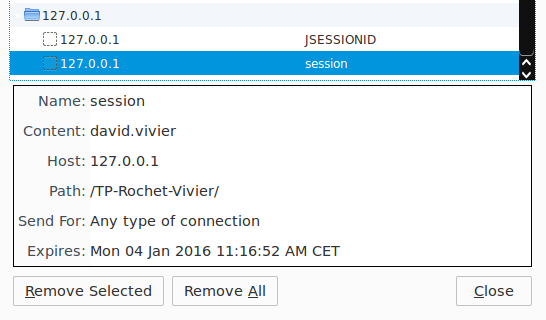 127.0.0.1
127.0.0.1 JSESSIONID
127.0.0.1 session
Name: session
Content: david.vivier
Host: 127.0.0.1
Path: /TP-Rochet-Vivier/
Send For: Any type of connection
Expires: Mon 04 Jan 2016 11:16:52 AM CET
Remove Selected Remove All Close